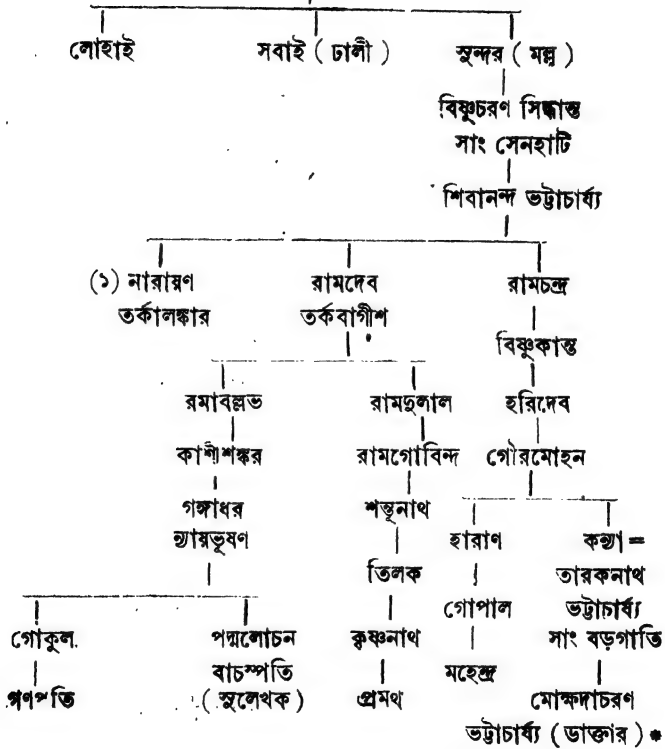 লোহাই সবাই ( ঢালী ) সুন্দর ( মল্ল )
বিষ্ণুচরণ সিদ্ধান্ত
সাং সেনহাটি
শিবানন্দ ভট্টাচার্য্য
(১) নারায়ণ রামদেব রামচন্দ্র
তর্কালঙ্কার তর্কবাগীশ
বিষ্ণুকান্ত
রমাবল্লভ রামদুলাল হরিদেব
কাশীশঙ্কর রামগোবিন্দ গৌরমোহন
গঙ্গাধর শম্ভূনাথ
ন্যায়ভূষণ হারাণ কন্যা =
তিলক তারকনাথ
গোপাল ভট্টাচার্য্য
গোকুল. পদ্মলোচন কৃষ্ণনাথ সাং বড়গাতি
বাচস্পতি মহেন্দ্র
গণপতি ( সুলেখক ) প্রমথ মোক্ষদাচরণ
ভট্টাচার্য্য ( ডাক্তার ) *